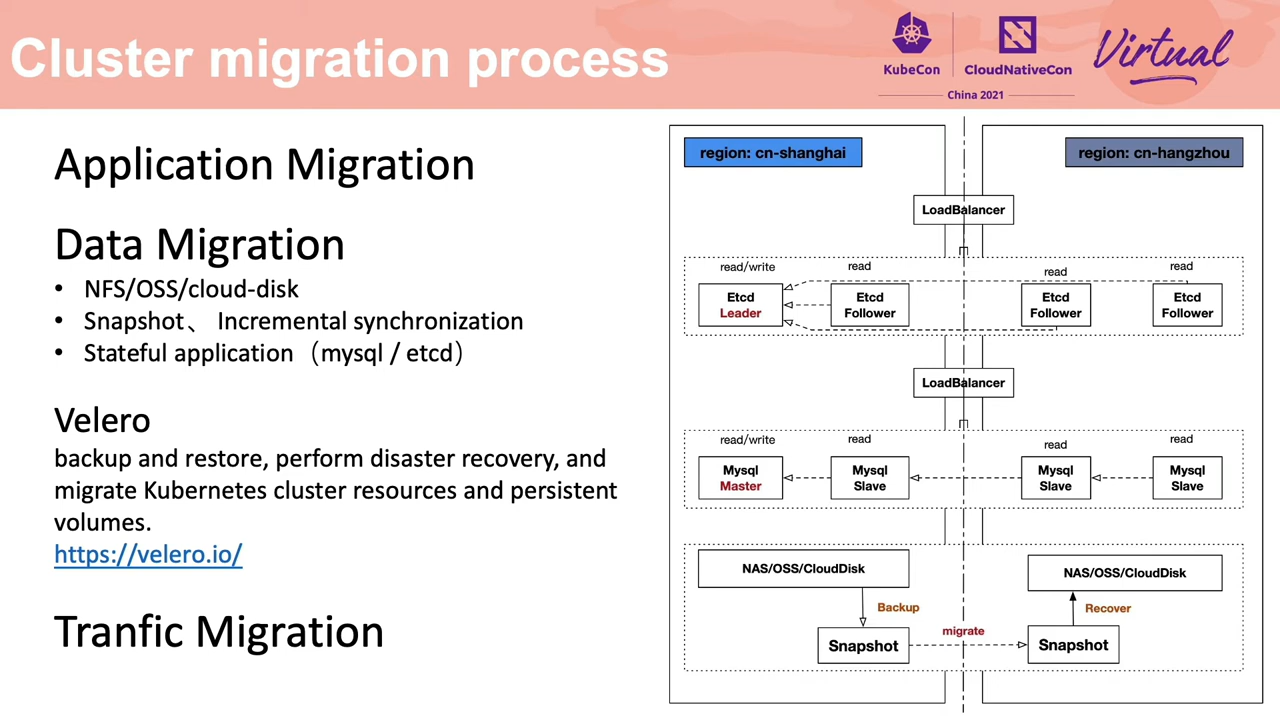 Cluster migration process
KubeCon
CloudNativeCon
China 2021
Virtual
Application Migration
Data Migration
• NFS/OSS/cloud-disk
• Snapshot、 Incremental synchronization
• Stateful application（mysql / etcd）
Velero
backup and restore, perform disaster recovery, and
migrate Kubernetes cluster resources and persistent
volumes.
https://velero.io/
Tranfic Migration
region: cn-shanghai
region: cn-hangzhou
LoadBalancer
read/write
read
read
read
Etcd
Leader
Etcd
Follower
Etcd
Follower
Etcd
Follower
LoadBalancer
read/write
read
read
read
Mysql
Master
Mysql
Slave
Mysql
Slave
Mysql
Slave
NAS/OSS/CloudDisk
NAS/OSS/CloudDisk
Backup
Recover
migrate
Snapshot
Snapshot